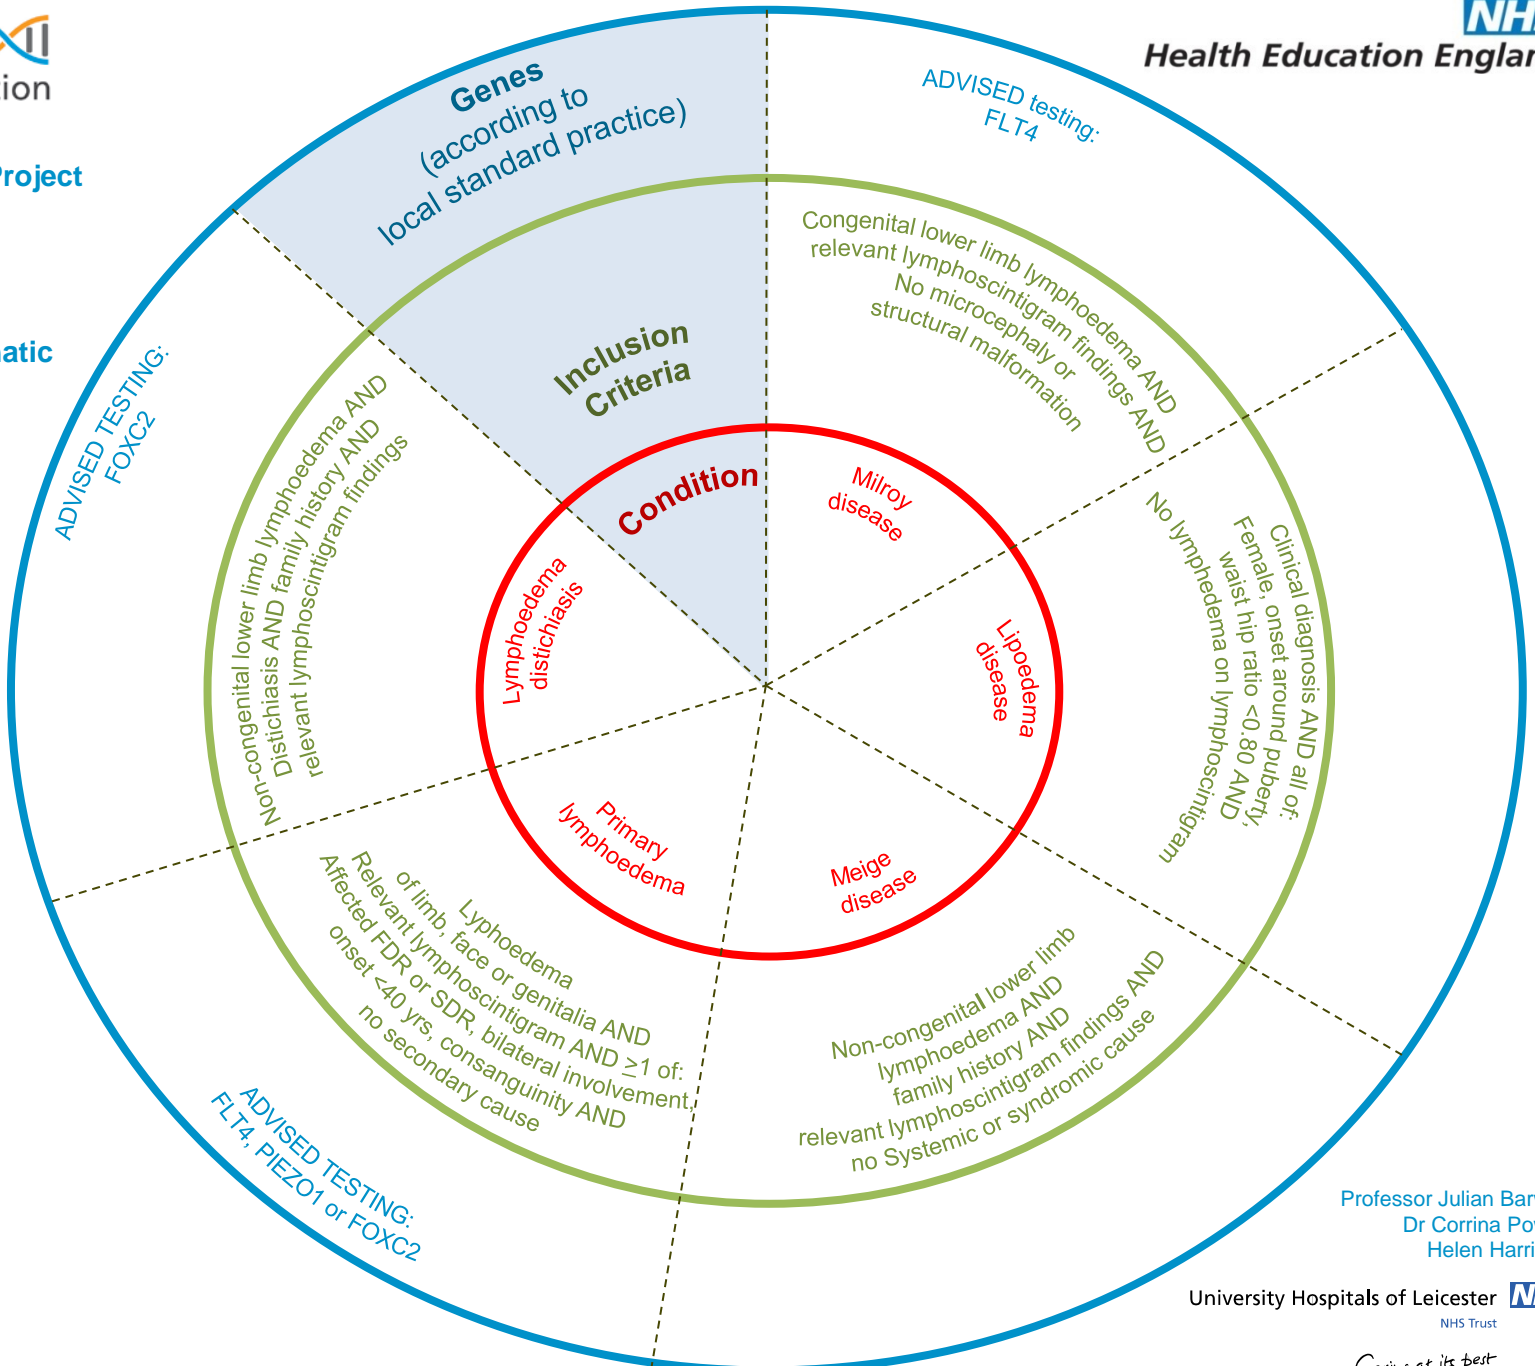 NHS
Health Education England
Project
Genes
(according to
local standard practice)
Inclusion
Criteria
Condition
ADVISED testing:
FLT4
Congenital lower limb lymphoedema AND
relevant lymphoscintigram findings AND
No microcephaly or
structural malformation
Milroy
disease
Clinical diagnosis AND all of:
Female, onset around puberty,
waist hip ratio <0.80 AND
No lymphedema on lymphoscintigram
Lipoedema
disease
Meige
disease
Non-congenital lower limb
lymphoedema AND
family history AND
relevant lymphoscintigram findings AND
no Systemic or syndromic cause
Primary
lymphoedema
Lyphoedema
of limb, face or genitalia AND
Relevant lymphoscintigram AND ≥1 of:
Affected FDR or SDR, bilateral involvement,
onset <40 yrs, consanguinity AND
no secondary cause
ADVISED TESTING:
FLT4, PIEZO1 or FOXC2
Lymphoedema
distichiasis
Non-congenital lower limb lymphoedema AND
Distichiasis AND family history AND
relevant lymphoscintigram findings
ADVISED TESTING:
FOXC2
Professor Julian
Dr Corrina
Helen
University Hospitals of Leicester
NHS Trust
Caring at its best